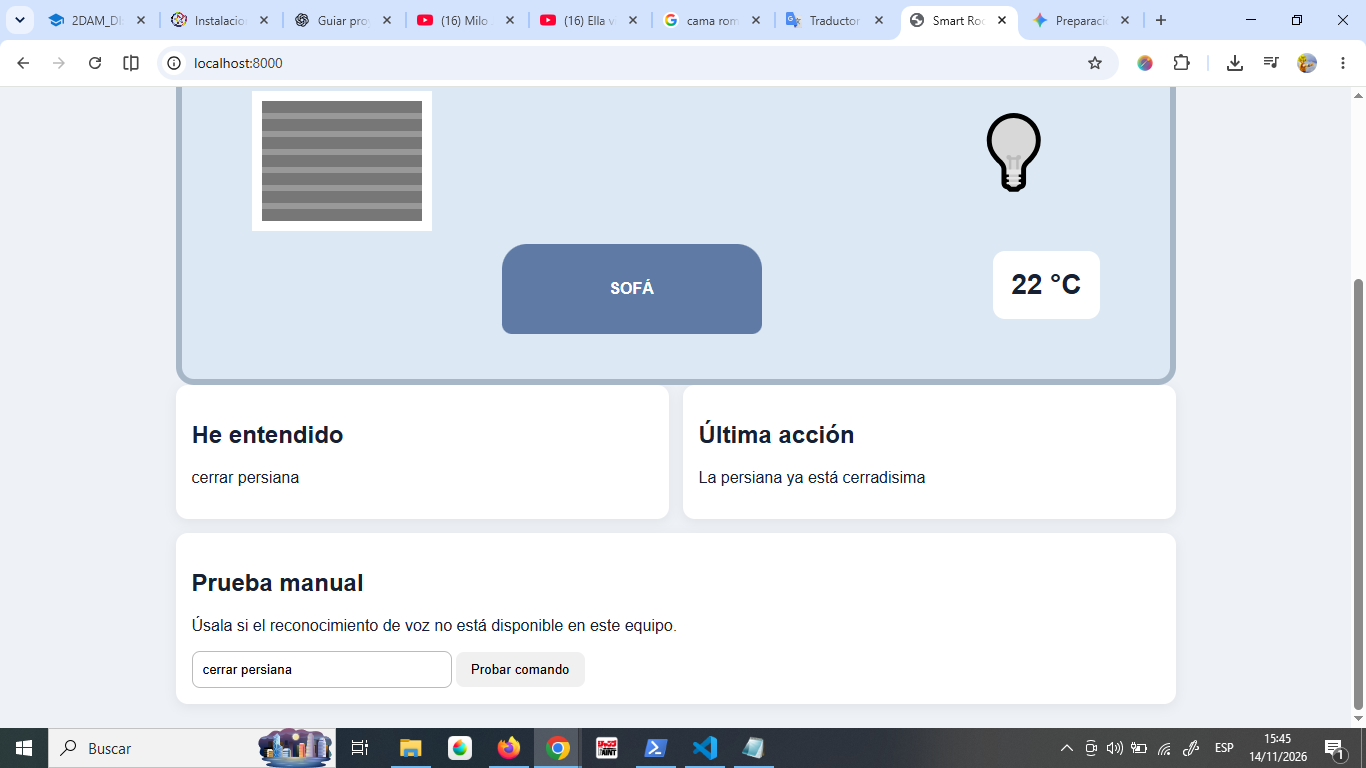 2DAM_DI
Instalacio
Guiar pro
(16) Milo
(16) Ella v
cama rom
Traductor
Smart Roo
Preparació
localhost:8000
SOFÁ
22 °C
He entendido
cerrar persiana
Última acción
La persiana ya está cerradisima
Prueba manual
Úsala si el reconocimiento de voz no está disponible en este equipo.
cerrar persiana
Probar comando
Buscar
ESP
15:45
14/11/2026
1